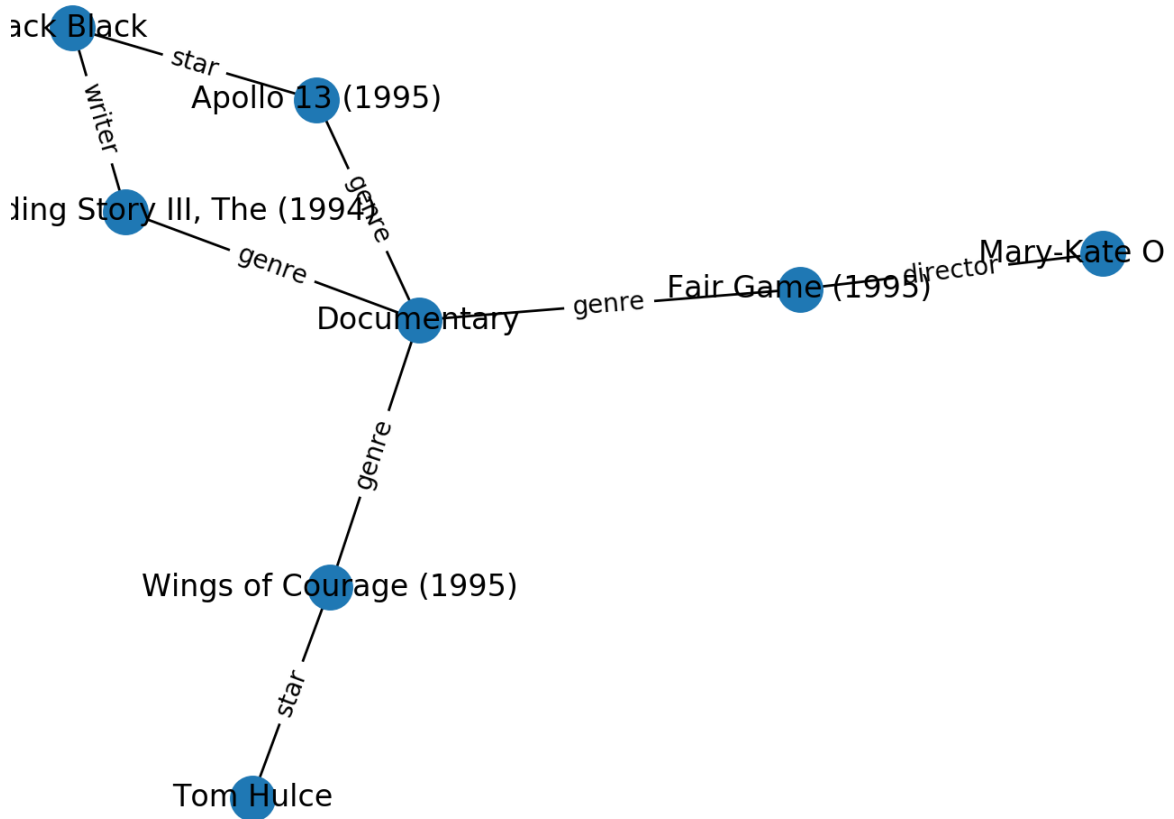 ack Black
star
Apollo 13 (1995)
writer
genre
ding Story III, The (1994)
genre
Mary-Kate O
director
Fair Game (1995)
genre
Documentary
genre
Wings of Courage (1995)
star
Tom Hulce